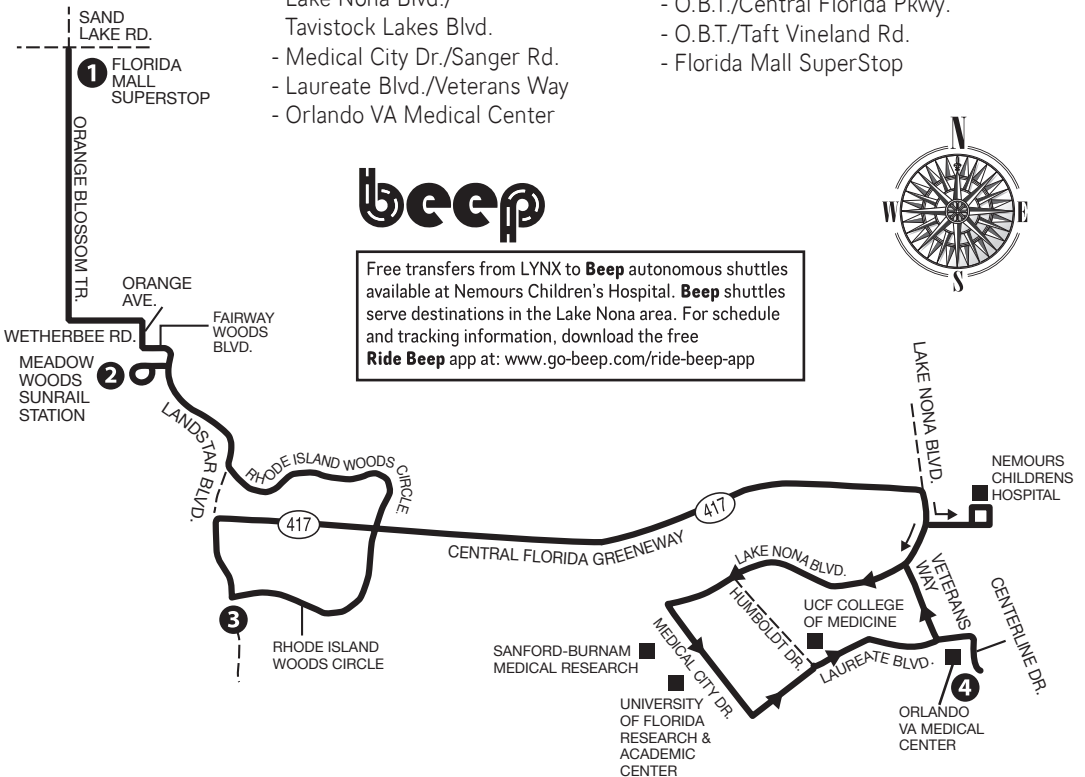 Lake Nona Blvd./
Tavistock Lakes Blvd.
- Medical City Dr./Sanger Rd.
- Laureate Blvd./Veterans Way
- Orlando VA Medical Center
- O.B.T./Central Florida Pkwy.
- O.B.T./Taft Vineland Rd.
- Florida Mall SuperStop
SAND
LAKE RD.
1 FLORIDA
MALL
SUPERSTOP
ORANGE BLOSSOM TR.
beep
N
W E
S
Free transfers from LYNX to Beep autonomous shuttles
available at Nemours Children's Hospital. Beep shuttles
serve destinations in the Lake Nona area. For schedule
and tracking information, download the free
Ride Beep app at: www.go-beep.com/ride-beep-app
ORANGE
AVE.
WETHERBEE RD.
FAIRWAY
WOODS
BLVD.
MEADOW
WOODS
SUNRAIL
STATION
2
LANDSTAR BLVD.
RHODE ISLAND WOODS CIRCLE.
417
CENTRAL FLORIDA GREENEWAY
417
LAKE NONA BLVD.
NEMOURS
CHILDRENS
HOSPITAL
3
RHODE ISLAND
WOODS CIRCLE
LAKE NONA BLVD.
HUMBOLDT DR.
VETERANS
WAY
CENTERLINE DR.
UCF COLLEGE
OF MEDICINE
SANFORD-BURNAM
MEDICAL RESEARCH
MEDICAL CITY DR.
LAUREATE BLVD.
UNIVERSITY
OF FLORIDA
RESEARCH &
ACADEMIC
CENTER
4
ORLANDO
VA MEDICAL
CENTER